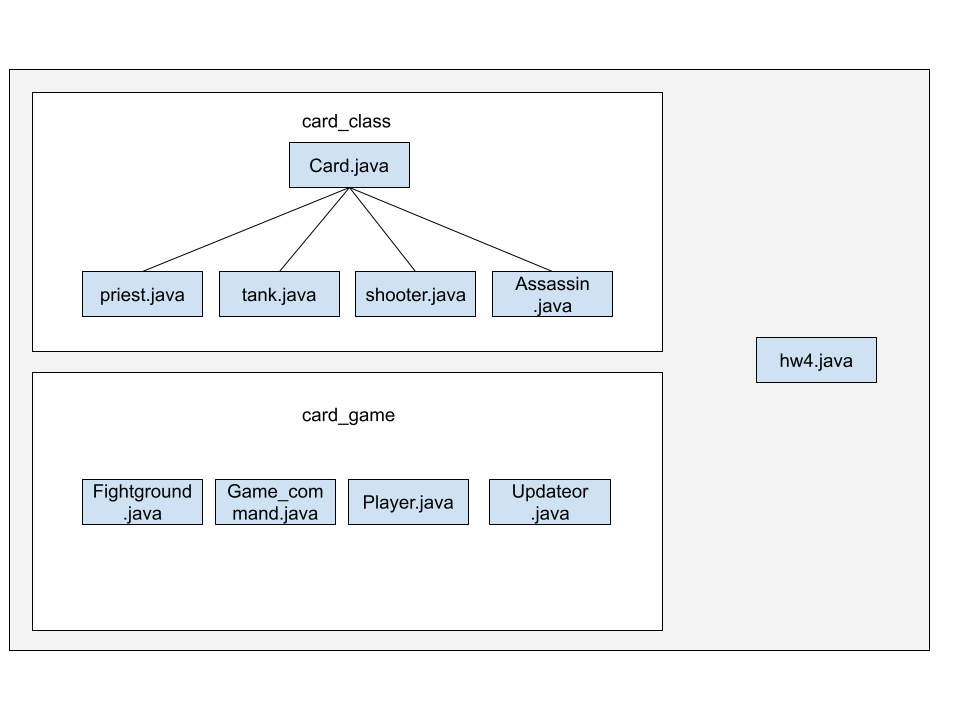 card_class
Card.java
priest.java
tank.java
shooter.java
Assassin
.java
hw4.java
card_game
Fightground
.java
Game_com
mand.java
Player.java
Updateor
.java